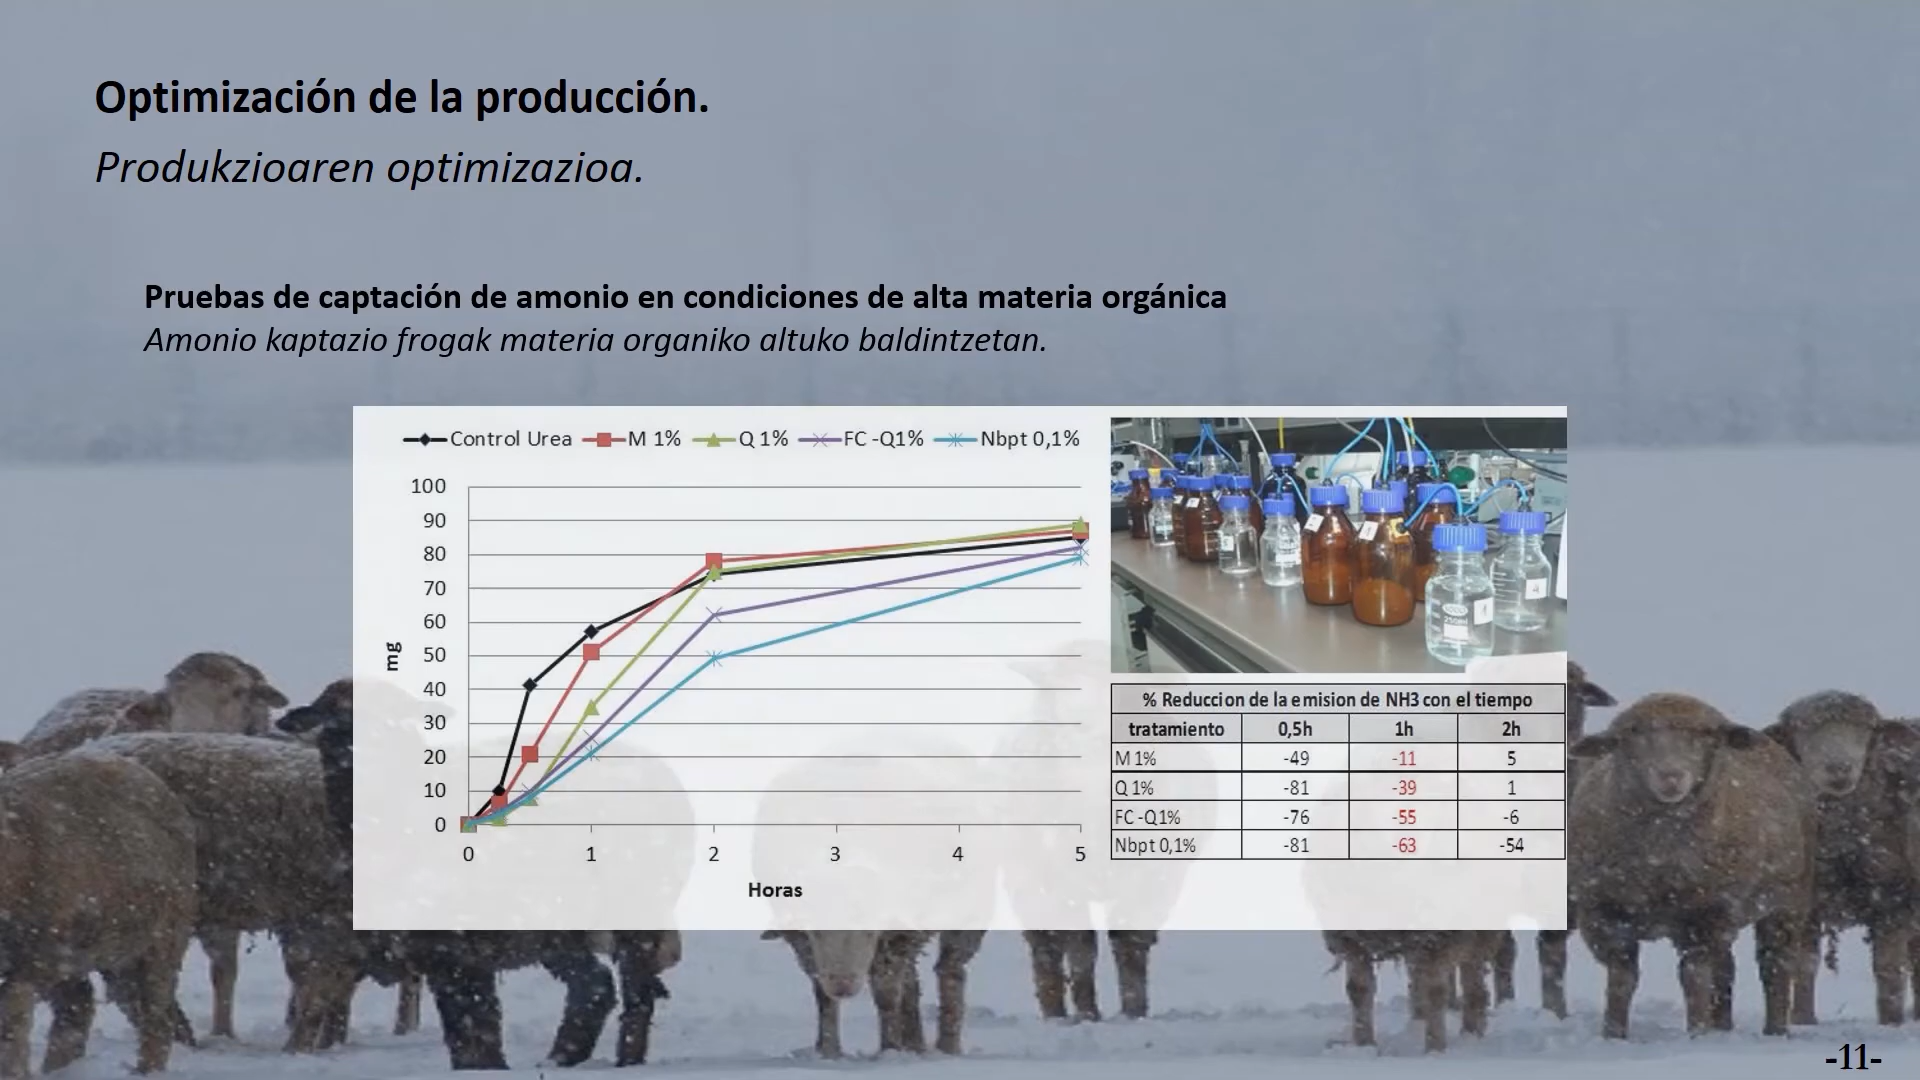 Optimización de la producción.
Produkzioaren optimizazioa.
Pruebas de captación de amonio en condiciones de alta materia orgánica
Amonio kaptazio frogak materia organiko altuko baldintzetan.
Control Urea M 1% Q 1% FC -Q1% Nbpt 0,1%
100
90
80
70
60
50
40
30
20
10
0
mg
0 1 2 3 4 5
Horas
% Reduccion de la emision de NH3 con el tiempo
tratamiento 0,5h 1h 2h
M 1% -49 -11 5
Q 1% -81 -39 1
FC -Q1% -76 -55 -6
Nbpt 0,1% -81 -63 -54
-11-